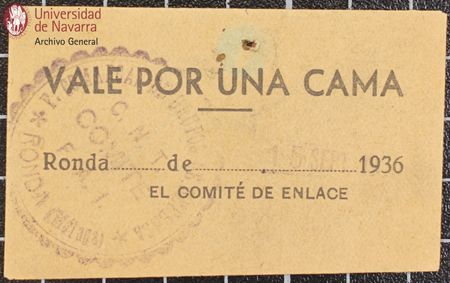 Universidad
de Navarra
Archivo General
VALE POR UNA CAMA
Ronda.........de.....................1936
15 SEPT
EL COMITÉ DE ENLACE
C. N. T.
COMITÉ
F. A. I.
RONDA